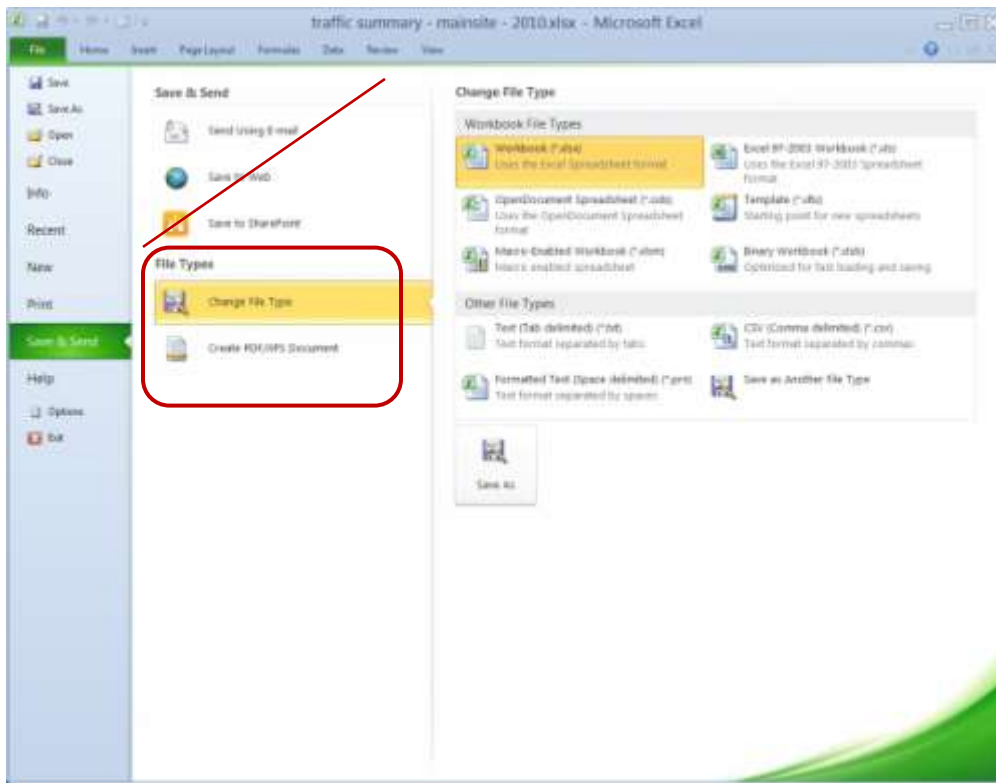 traffic summary - mainsite - 2010.xlsx - Microsoft Excel
File Home Insert Page Layout Formulas Data Review View
Save
Save As
Open
Close
Info
Recent
New
Print
Save & Send
Help
Options
Exit
Save & Send
Send Using E-mail
Save to Web
Save to SharePoint
File Types
Change File Type
Create PDF/XPS Document
Change File Type
Workbook File Types
Workbook (*.xlsx)
Uses the Excel Spreadsheet format
Excel 97-2003 Workbook (*.xls)
Uses the Excel 97-2003 Spreadsheet
format
OpenDocument Spreadsheet (*.ods)
Uses the OpenDocument Spreadsheet
format
Template (*.xltx)
Starting point for new spreadsheets
Macro-Enabled Workbook (*.xlsm)
Macro enabled spreadsheet
Binary Workbook (*.xlsb)
Optimized for fast loading and saving
Other File Types
Text (Tab delimited) (*.txt)
Text format separated by tabs
CSV (Comma delimited) (*.csv)
Text format separated by commas
Formatted Text (Space delimited) (*.prn)
Text format separated by spaces
Save as Another File Type
Save As